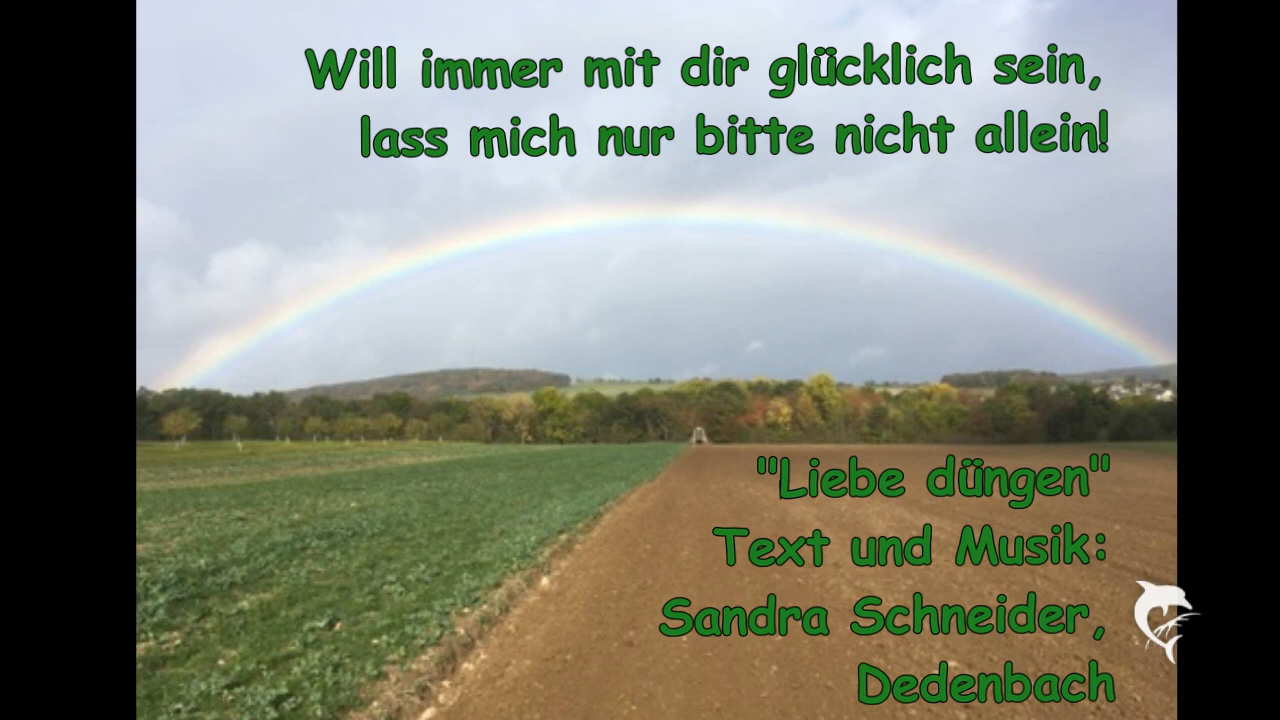 Will immer mit dir glücklich sein,
lass mich nur bitte nicht allein!
"Liebe düngen"
Text und Musik:
Sandra Schneider,
Dedenbach